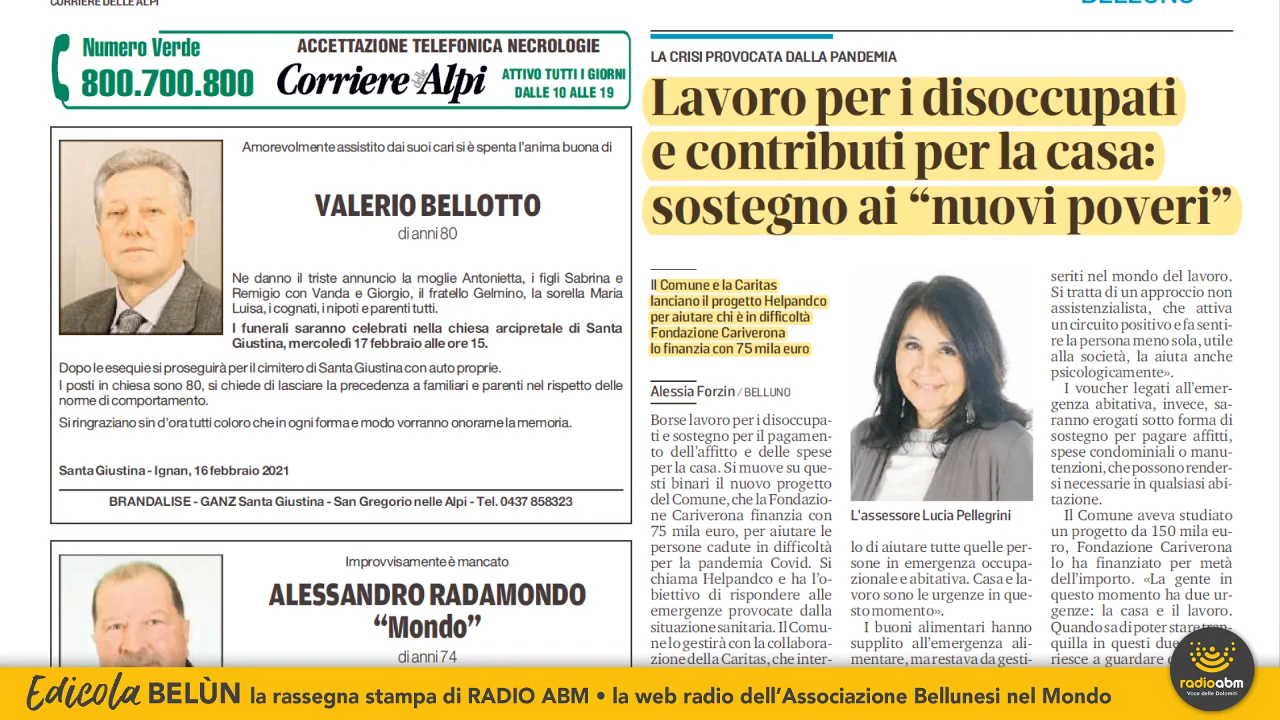 CORRIERE DELLE ALPI
BELLUNO
Numero Verde
800.700.800
ACCETTAZIONE TELEFONICA NECROLOGIE
Corriere delle Alpi
ATTIVO TUTTI I GIORNI
DALLE 10 ALLE 19
Amorevolmente assistito dai suoi cari si è spenta l'anima buona di
VALERIO BELLOTTO
di anni 80
Ne danno il triste annuncio la moglie Antonietta, i figli Sabrina e
Remigio con Vanda e Giorgio, il fratello Gelmino, la sorella Maria
Luisa, i cognati, i nipoti e parenti tutti.
I funerali saranno celebrati nella chiesa arcipretale di Santa
Giustina, mercoledì 17 febbraio alle ore 15.
Dopo le esequie si proseguirà per il cimitero di Santa Giustina con auto proprie.
I posti in chiesa sono 80, si chiede di lasciare la precedenza a familiari e parenti nel rispetto delle
norme di comportamento.
Si ringraziano sin d'ora tutti coloro che in ogni forma e modo vorranno onorarne la memoria.
Santa Giustina - Ignan, 16 febbraio 2021
BRANDALISE - GANZ Santa Giustina - San Gregorio nelle Alpi - Tel. 0437 858323
Improvvisamente è mancato
ALESSANDRO RADAMONDO
“Mondo”
di anni 74
LA CRISI PROVOCATA DALLA PANDEMIA
Lavoro per i disoccupati
e contributi per la casa:
sostegno ai “nuovi poveri”
Il Comune e la Caritas
lanciano il progetto Helpandco
per aiutare chi è in difficoltà
Fondazione Cariverona
lo finanzia con 75 mila euro
Alessia Forzin / BELLUNO
Borse lavoro per i disoccupa-
ti e sostegno per il pagamen-
to dell'affitto e delle spese
per la casa. Si muove su que-
sti binari il nuovo progetto
del Comune, che la Fondazio-
ne Cariverona finanzia con
75 mila euro, per aiutare le
persone cadute in difficoltà
per la pandemia Covid. Si
chiama Helpandco e ha l'o-
biettivo di rispondere alle
emergenze provocate dalla
situazione sanitaria. Il Comu-
ne lo gestirà con la collabora-
zione della Caritas, che inter-
L'assessore Lucia Pellegrini
lo di aiutare tutte quelle per-
sone in emergenza occupa-
zionale e abitativa. Casa e la-
voro sono le urgenze in que-
sto momento».
I buoni alimentari hanno
supplito all'emergenza ali-
mentare, ma restava da gesti-
seriti nel mondo del lavoro.
Si tratta di un approccio non
assistenzialista, che attiva
un circuito positivo e fa senti-
re la persona meno sola, utile
alla società, la aiuta anche
psicologicamente».
I voucher legati all'emer-
genza abitativa, invece, sa-
ranno erogati sotto forma di
sostegno per pagare affitti,
spese condominiali o manu-
tenzioni, che possono render-
si necessarie in qualsiasi abi-
tazione.
Il Comune aveva studiato
un progetto da 150 mila eu-
ro, Fondazione Cariverona
lo ha finanziato per metà
dell'importo. «La gente in
questo momento ha due ur-
genze: la casa e il lavoro.
Quando sa di poter stare tran-
quilla in questi due
riesce a guardare
Edicola BELÙN la rassegna stampa di RADIO ABM • la web radio dell'Associazione Bellunesi nel Mondo
radioabm
Voce delle Dolomiti